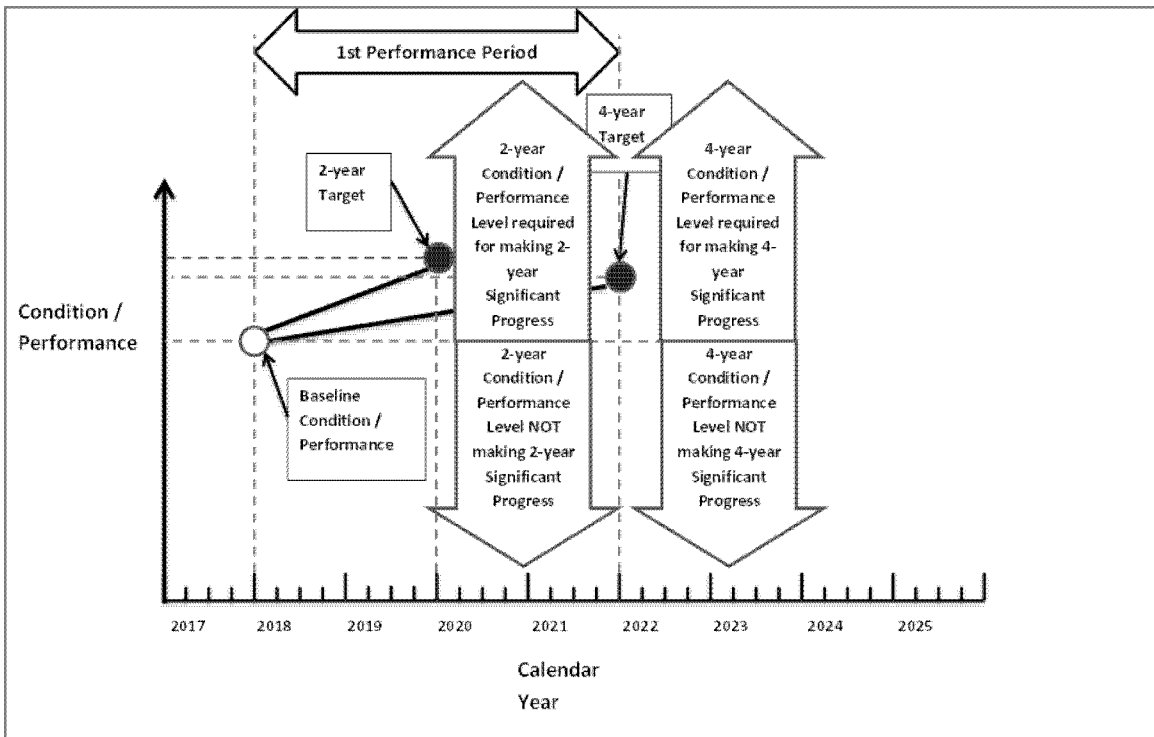 1st Performance Period
4-year
Target
2-year
Target
2-year
Condition /
Performance
Level required
for making 2-
year
Significant
Progress
4-year
Condition /
Performance
Level required
for making 4-
year
Significant
Progress
Condition /
Performance
Baseline
Condition /
Performance
2-year
Condition /
Performance
Level NOT
making 2-year
Significant
Progress
4-year
Condition /
Performance
Level NOT
making 4-year
Significant
Progress
2017 2018 2019 2020 2021 2022 2023 2024 2025
Calendar
Year